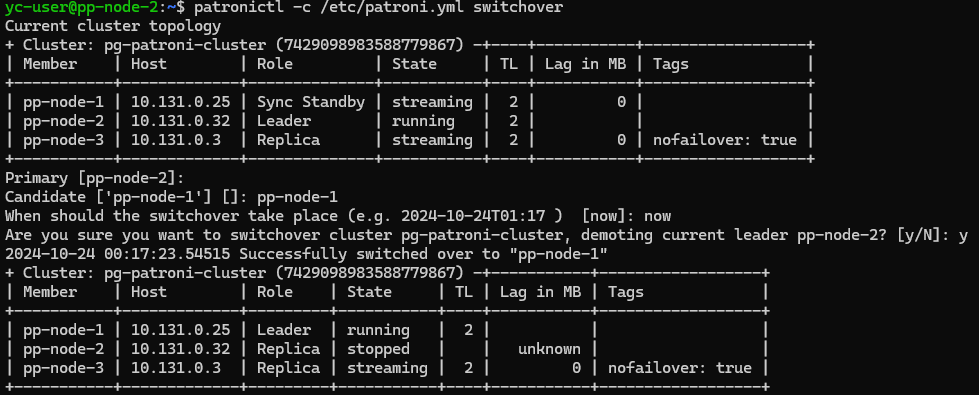 yc-user@pp-node-2:~$ patronictl -c /etc/patroni.yml switchover
Current cluster topology
+ Cluster: pg-patroni-cluster (7429098983588779867) -+----+-----------+------------------+
| Member    | Host        | Role         | State     | TL | Lag in MB | Tags             |
+-----------+-------------+--------------+-----------+----+-----------+------------------+
| pp-node-1 | 10.131.0.25 | Sync Standby | streaming |  2 |         0 |                  |
| pp-node-2 | 10.131.0.32 | Leader       | running   |  2 |           |                  |
| pp-node-3 | 10.131.0.3  | Replica      | streaming |  2 |         0 | nofailover: true |
+-----------+-------------+--------------+-----------+----+-----------+------------------+
Primary [pp-node-2]:
Candidate ['pp-node-1'] []: pp-node-1
When should the switchover take place (e.g. 2024-10-24T01:17 )  [now]: now
Are you sure you want to switchover cluster pg-patroni-cluster, demoting current leader pp-node-2? [y/N]: y
2024-10-24 00:17:23.54515 Successfully switched over to "pp-node-1"
+ Cluster: pg-patroni-cluster (7429098983588779867) -----+-----------+------------------+
| Member    | Host        | Role    | State     | TL | Lag in MB | Tags             |
+-----------+-------------+---------+-----------+----+-----------+------------------+
| pp-node-1 | 10.131.0.25 | Leader  | running   |  2 |           |                  |
| pp-node-2 | 10.131.0.32 | Replica | stopped   |    |   unknown |                  |
| pp-node-3 | 10.131.0.3  | Replica | streaming |  2 |         0 | nofailover: true |
+-----------+-------------+---------+-----------+----+-----------+------------------+